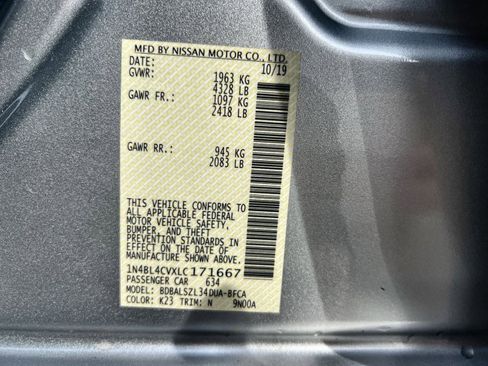 MFD BY NISSAN MOTOR CO., LTD.
DATE: 10/19
GVWR: 1963 KG
4328 LB
GAWR FR.: 1097 KG
2418 LB
GAWR RR.: 945 KG
2083 LB
THIS VEHICLE CONFORMS TO
ALL APPLICABLE FEDERAL
MOTOR VEHICLE SAFETY,
BUMPER, AND THEFT
PREVENTION STANDARDS IN
EFFECT ON THE DATE OF
MANUFACTURE SHOWN ABOVE.
1N4BL4CVXLC171667
PASSENGER CAR 634
MODEL: BDBALSZL34DUA-BFCA
COLOR: K23 TRIM: N 9N00A